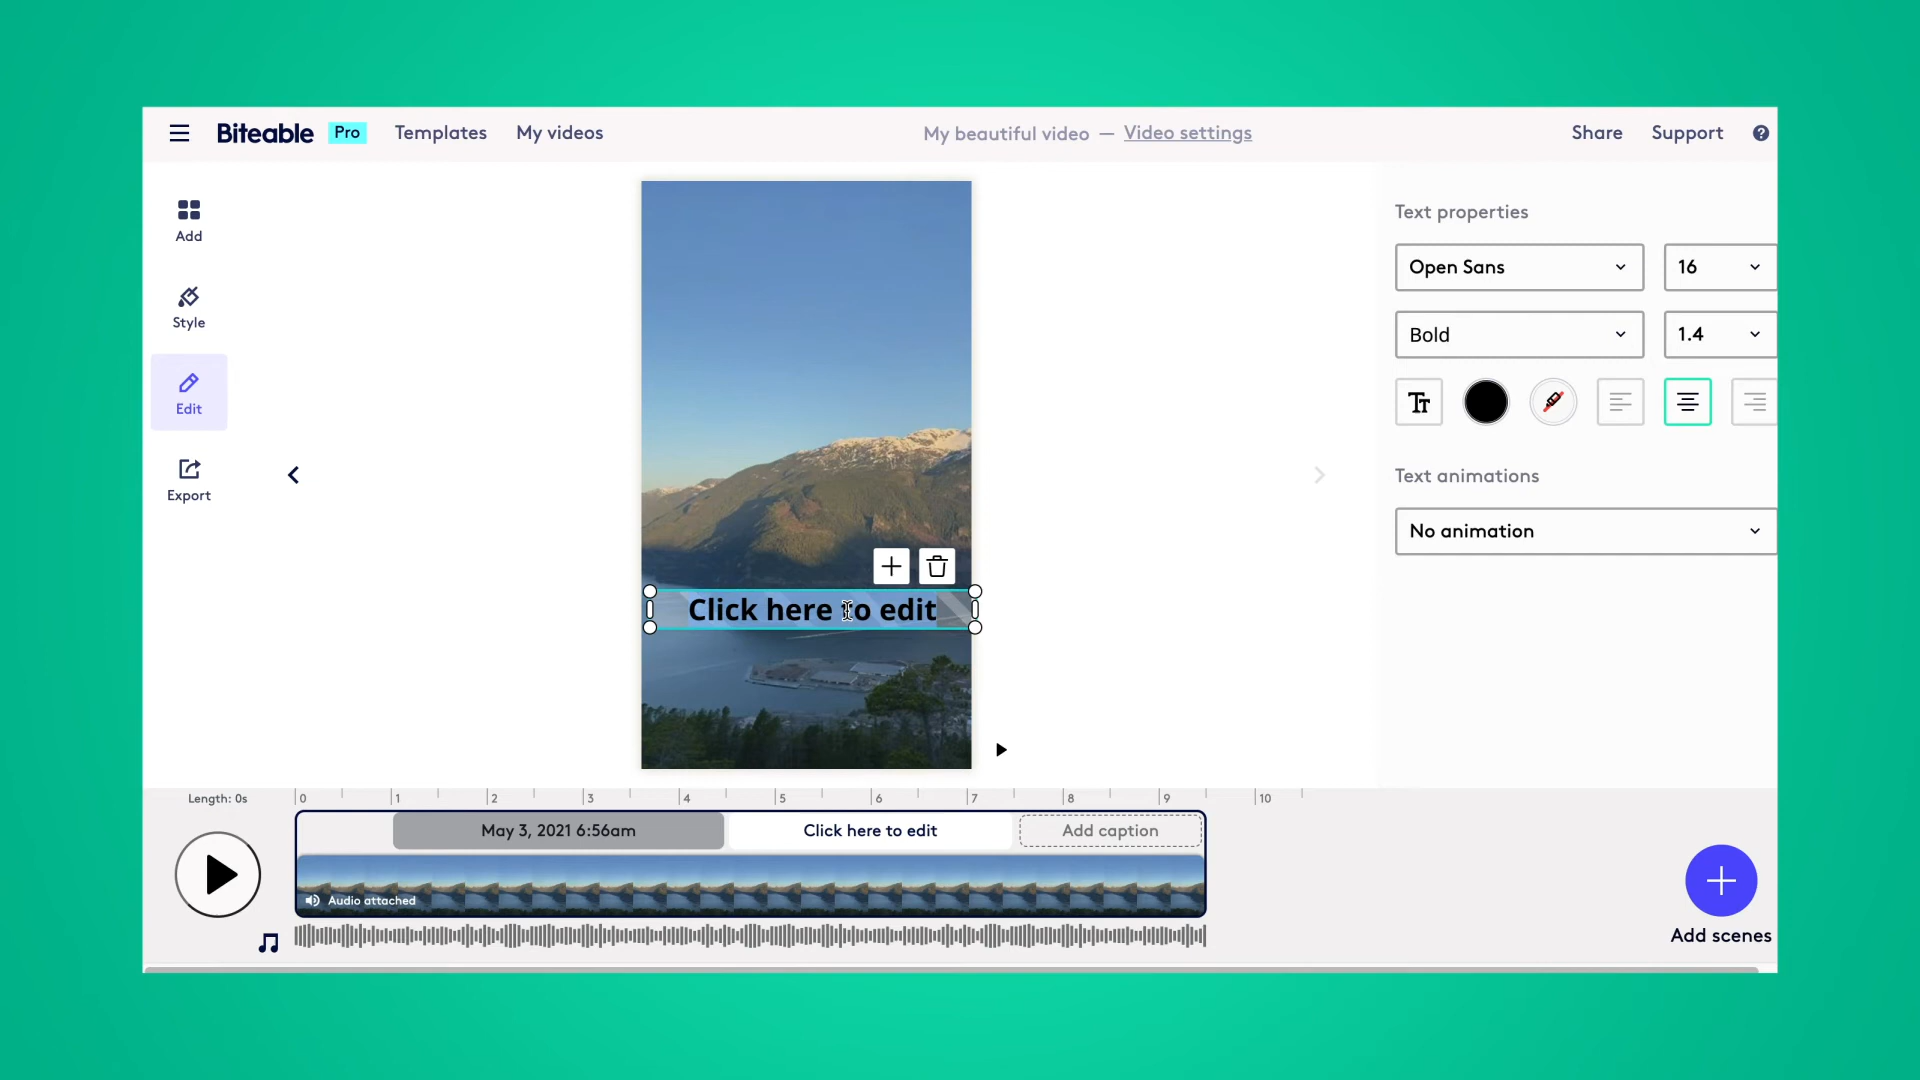 Biteable Pro Templates My videos My beautiful video — Video settings Share Support ?
Add
Style
Edit
Export
Click here to edit
Text properties
Open Sans 16
Bold 1.4
Tt
Text animations
No animation
Length: 0s 0 1 2 3 4 5 6 7 8 9 10
May 3, 2021 6:56am Click here to edit Add caption
Audio attached
Add scenes